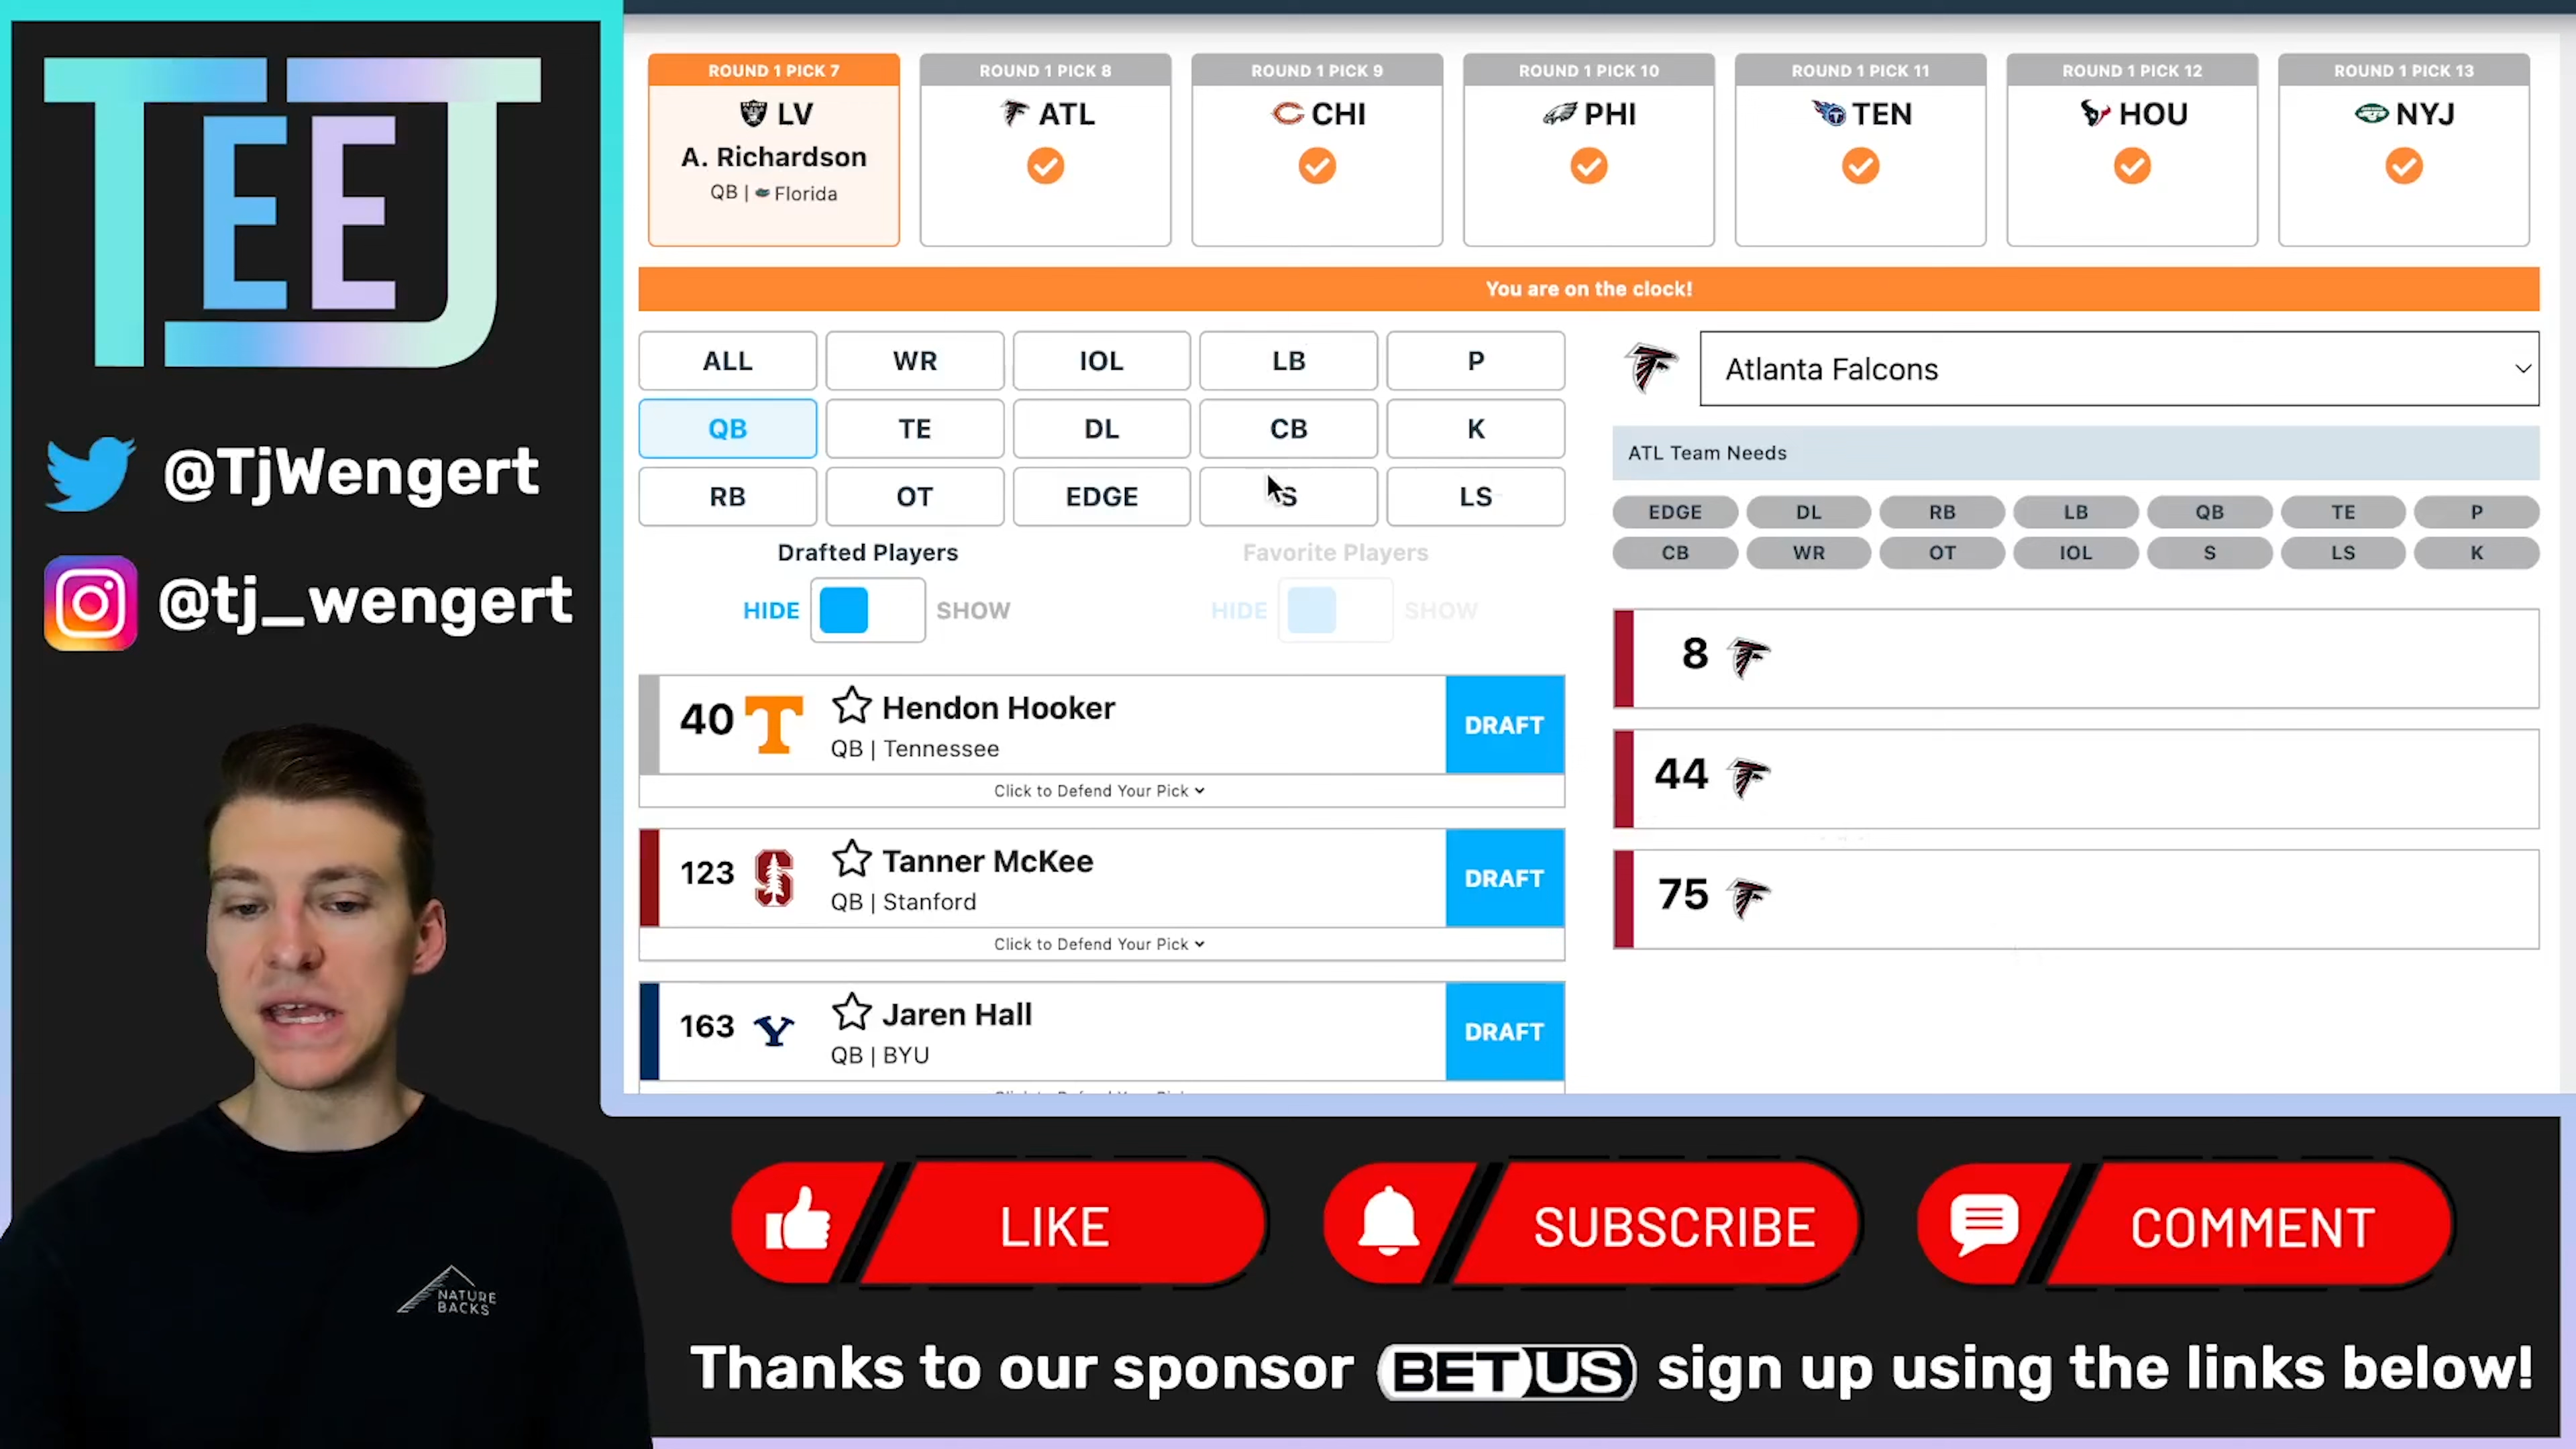 TEEJ
@TjWengert
@tj_wengert
NATURE
BACKS
ROUND 1 PICK 7
LV
A. Richardson
QB | Florida
ROUND 1 PICK 8
ATL
ROUND 1 PICK 9
CHI
ROUND 1 PICK 10
PHI
ROUND 1 PICK 11
TEN
ROUND 1 PICK 12
HOU
ROUND 1 PICK 13
NYJ
You are on the clock!
ALL WR IOL LB P
QB TE DL CB K
RB OT EDGE S LS
Drafted Players
HIDE SHOW
Favorite Players
HIDE SHOW
40 Hendon Hooker
QB | Tennessee
DRAFT
Click to Defend Your Pick
123 Tanner McKee
QB | Stanford
DRAFT
Click to Defend Your Pick
163 Jaren Hall
QB | BYU
DRAFT
Atlanta Falcons
ATL Team Needs
EDGE DL RB LB QB TE P
CB WR OT IOL S LS K
8
44
75
LIKE
SUBSCRIBE
COMMENT
Thanks to our sponsor BETUS sign up using the links below!